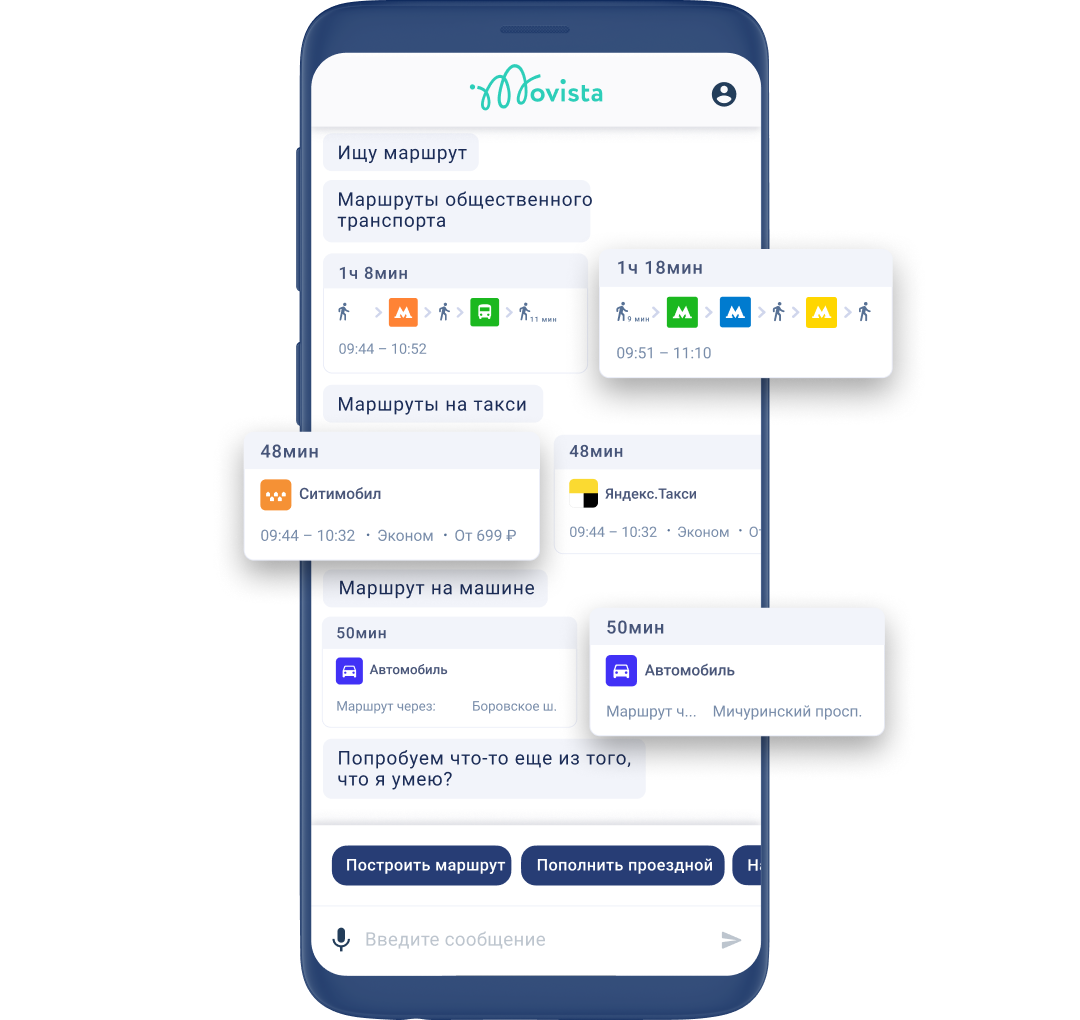 Movista
Ищу маршрут
Маршруты общественного
транспорта
1ч 8мин
11 мин
09:44 – 10:52
1ч 18мин
9 мин
09:51 – 11:10
Маршруты на такси
48мин
Ситимобил
09:44 – 10:32 • Эконом • От 699 ₽
48мин
Яндекс.Такси
09:44 – 10:32 • Эконом •
Маршрут на машине
50мин
Автомобиль
Маршрут через: Боровское ш.
50мин
Автомобиль
Маршрут ч... Мичуринский просп.
Попробуем что-то еще из того,
что я умею?
Построить маршрут
Пополнить проездной
Введите сообщение